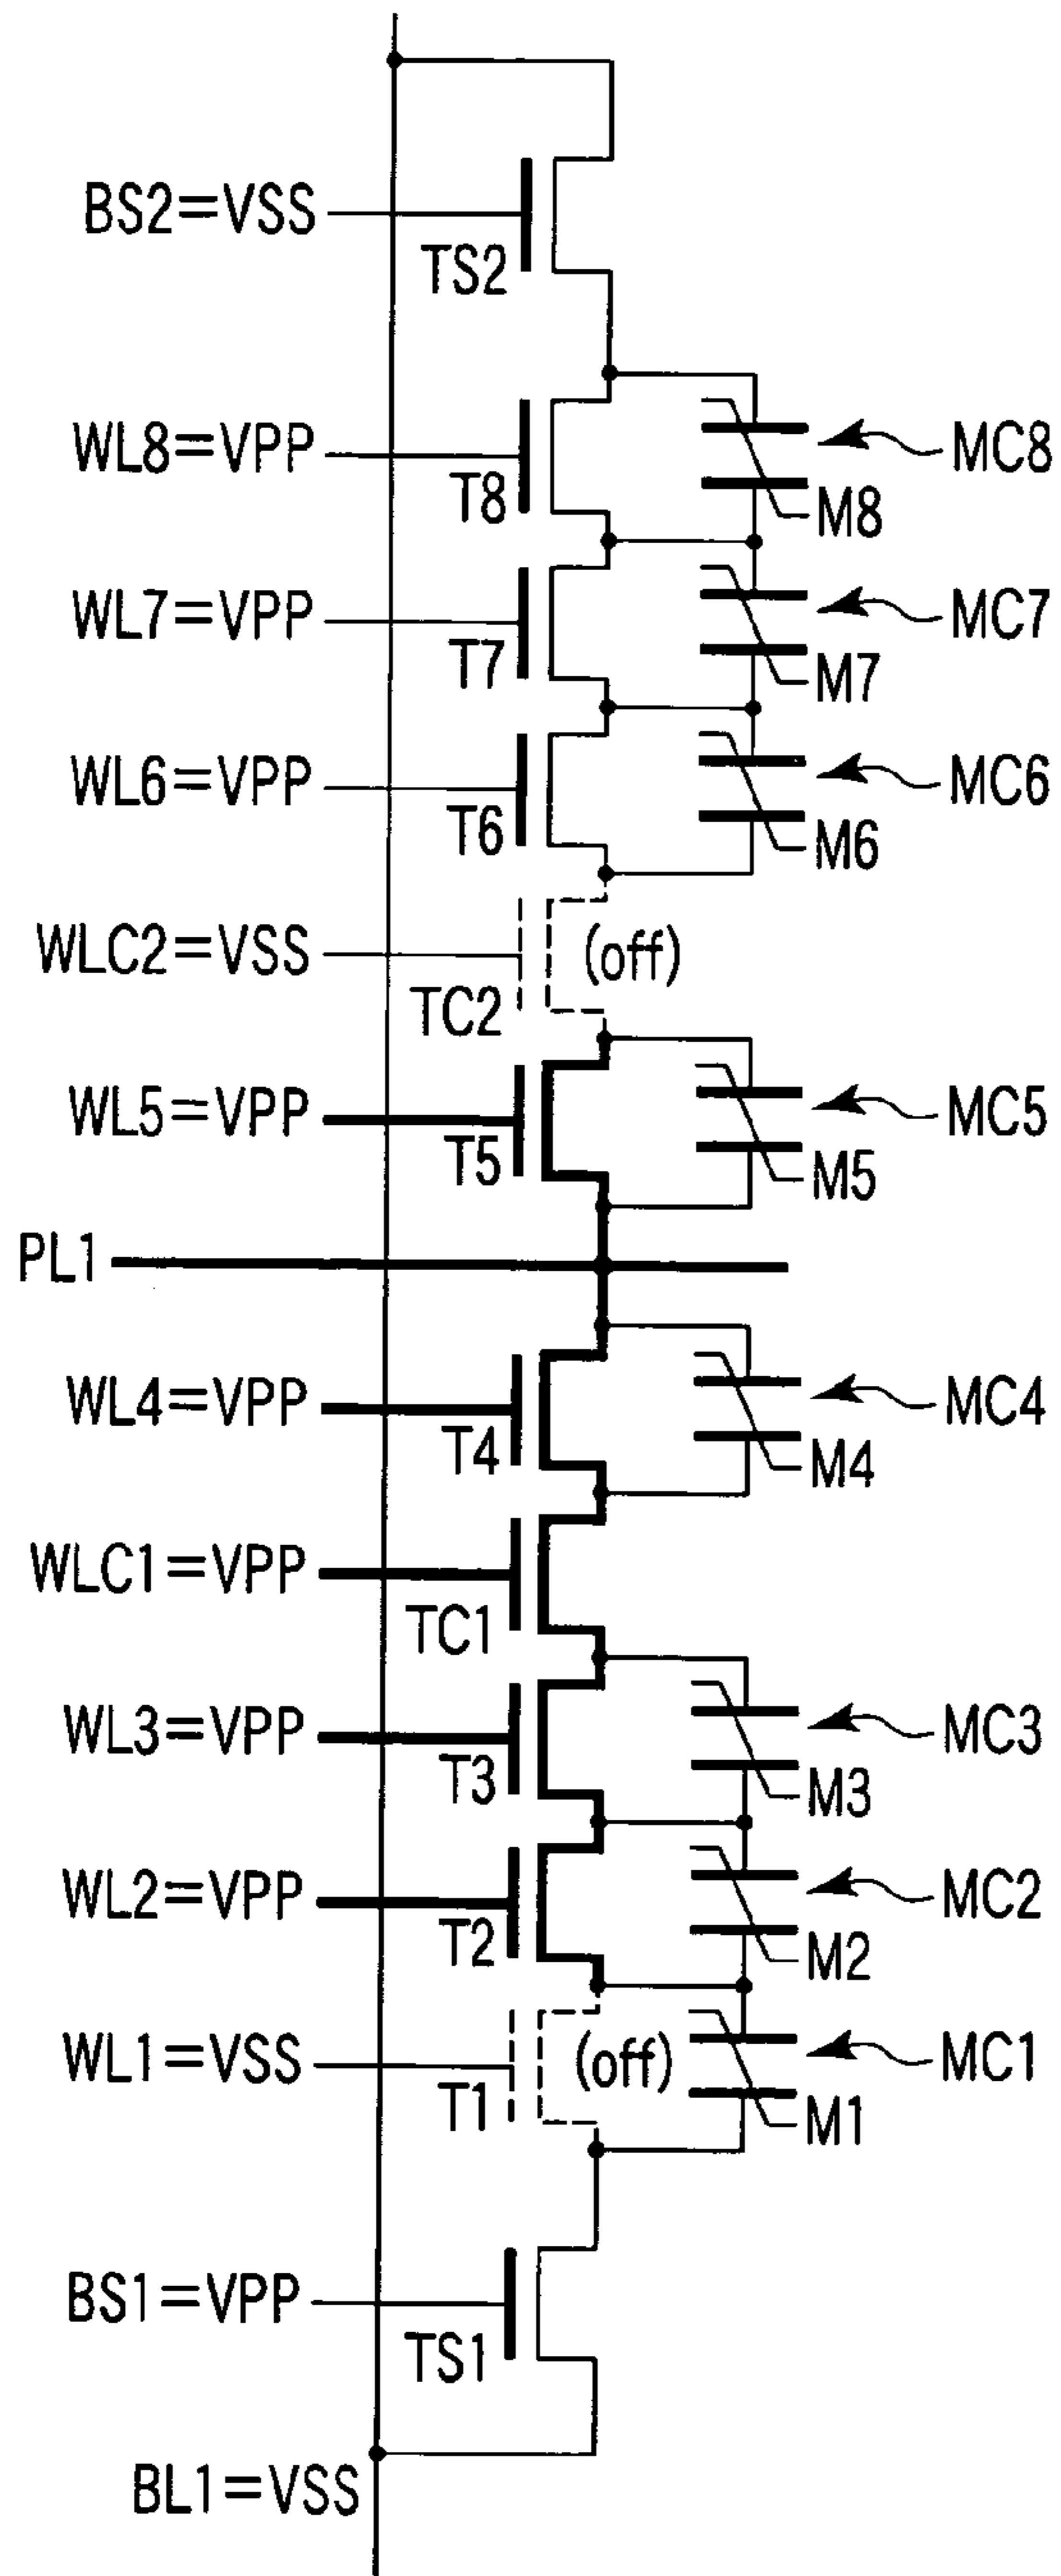 BS2=VSS
TS2
WL8=VPP
T8
MC8
M8
WL7=VPP
T7
MC7
M7
WL6=VPP
T6
MC6
M6
WLC2=VSS
(off)
TC2
WL5=VPP
T5
MC5
M5
PL1
WL4=VPP
T4
MC4
M4
WLC1=VPP
TC1
WL3=VPP
T3
MC3
M3
WL2=VPP
T2
MC2
M2
WL1=VSS
(off)
T1
MC1
M1
BS1=VPP
TS1
BL1=VSS